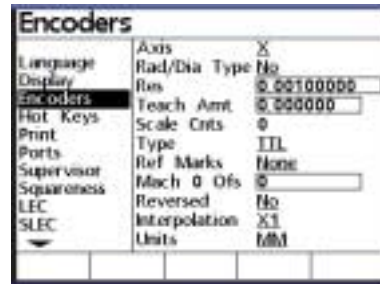 Encoders
Language
Display
Encoders
Hot Keys
Print
Ports
Supervisor
Squareness
LEC
SLEC
Axis X
Rad/Dia Type No
Res 0.00100000
Teach Amt 0.000000
Scale Cnts 0
Type TTL
Ref Marks None
Mach 0 Ofs 0
Reversed No
Interpolation X1
Units MM